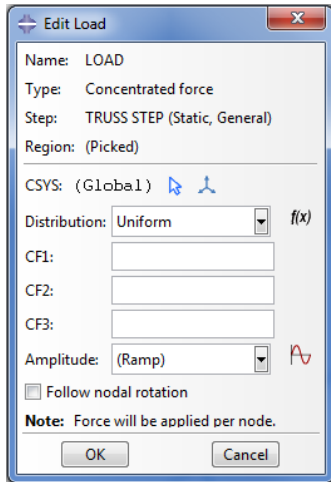 Edit Load
Name: LOAD
Type: Concentrated force
Step: TRUSS STEP (Static, General)
Region: (Picked)
CSYS: (Global)
Distribution: Uniform f(x)
CF1:
CF2:
CF3:
Amplitude: (Ramp)
Follow nodal rotation
Note: Force will be applied per node.
OK Cancel